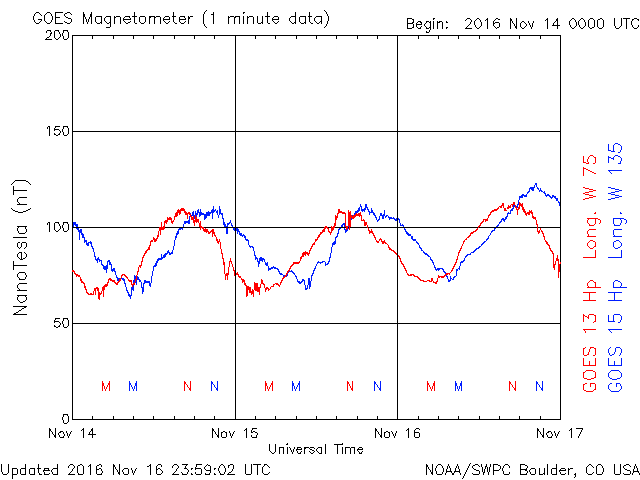 GOES Magnetometer (1 minute data)
Begin: 2016 Nov 14 0000 UTC
200
150
100
50
0
NanoTesla (nT)
M M N N M M N N M M N N
Nov 14 Nov 15 Nov 16 Nov 17
Universal Time
GOES 13 Hp Long. W 75
GOES 15 Hp Long. W 135
Updated 2016 Nov 16 23:59:02 UTC
NOAA/SWPC Boulder, CO USA